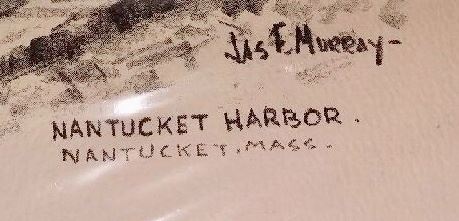 Jas F. Murray-
NANTUCKET HARBOR.
NANTUCKET, MASS.